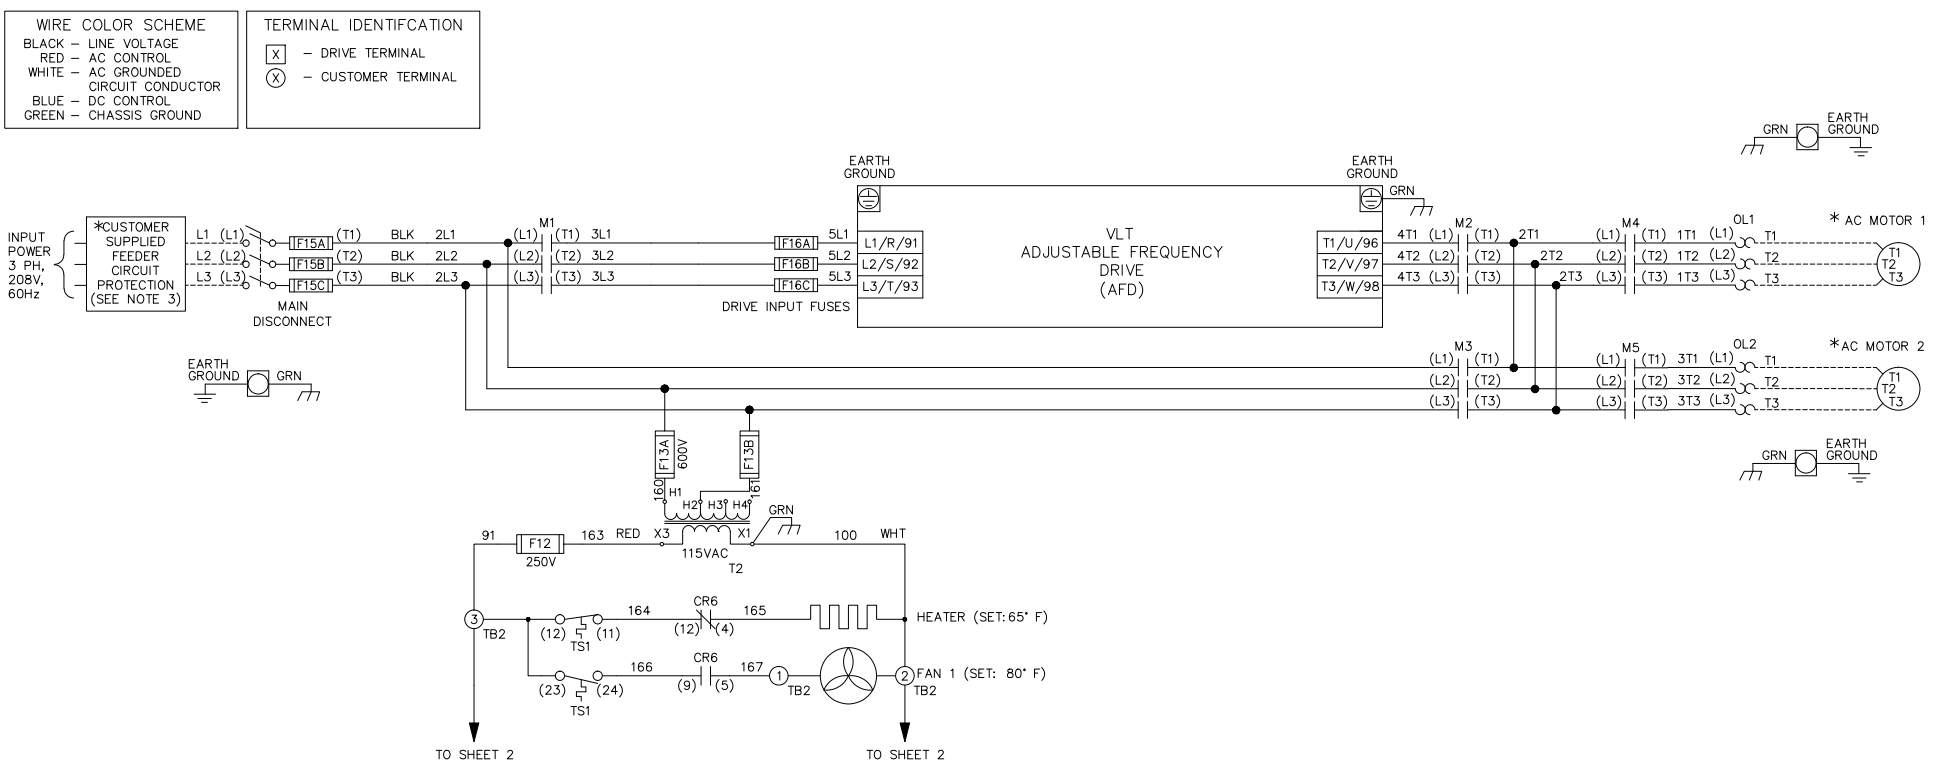 WIRE COLOR SCHEME
BLACK – LINE VOLTAGE
RED – AC CONTROL
WHITE – AC GROUNDED
CIRCUIT CONDUCTOR
BLUE – DC CONTROL
GREEN – CHASSIS GROUND
TERMINAL IDENTIFCATION
X – DRIVE TERMINAL
X – CUSTOMER TERMINAL
EARTH
GROUND
GRN
EARTH
GROUND
EARTH
GROUND
GRN
INPUT
POWER
3 PH,
208V,
60Hz
*CUSTOMER
SUPPLIED
FEEDER
CIRCUIT
PROTECTION
(SEE NOTE 3)
L1 (L1) F15A (T1) BLK 2L1 (L1) M1 (T1) 3L1 F16A 5L1 L1/R/91
L2 (L2) F15B (T2) BLK 2L2 (L2) (T2) 3L2 F16B 5L2 L2/S/92
L3 (L3) F15C (T3) BLK 2L3 (L3) (T3) 3L3 F16C 5L3 L3/T/93
MAIN
DISCONNECT
DRIVE INPUT FUSES
VLT
ADJUSTABLE FREQUENCY
DRIVE
(AFD)
M2 M4 OL1 * AC MOTOR 1
T1/U/96 4T1 (L1) (T1) 2T1 (L1) (T1) 1T1 (L1) T1 T1
T2/V/97 4T2 (L2) (T2) 2T2 (L2) (T2) 1T2 (L2) T2 T2
T3/W/98 4T3 (L3) (T3) 2T3 (L3) (T3) 1T3 (L3) T3 T3
M3 M5 OL2 * AC MOTOR 2
(L1) (T1) (L1) (T1) 3T1 (L1) T1 T1
(L2) (T2) (L2) (T2) 3T2 (L2) T2 T2
(L3) (T3) (L3) (T3) 3T3 (L3) T3 T3
EARTH
GROUND
GRN
GRN
EARTH
GROUND
F13A
600V
F13B
160
161
H1
H2 H3 H4
GRN
91 F12 163 RED X3 X1 100 WHT
250V
115VAC
T2
3
TB2
(12) (11)
TS1
164
CR6
(12) (4)
165
HEATER (SET:65° F)
(23) (24)
TS1
166
CR6
(9) (5)
167
1
TB2
2
TB2
FAN 1 (SET: 80° F)
TO SHEET 2
TO SHEET 2